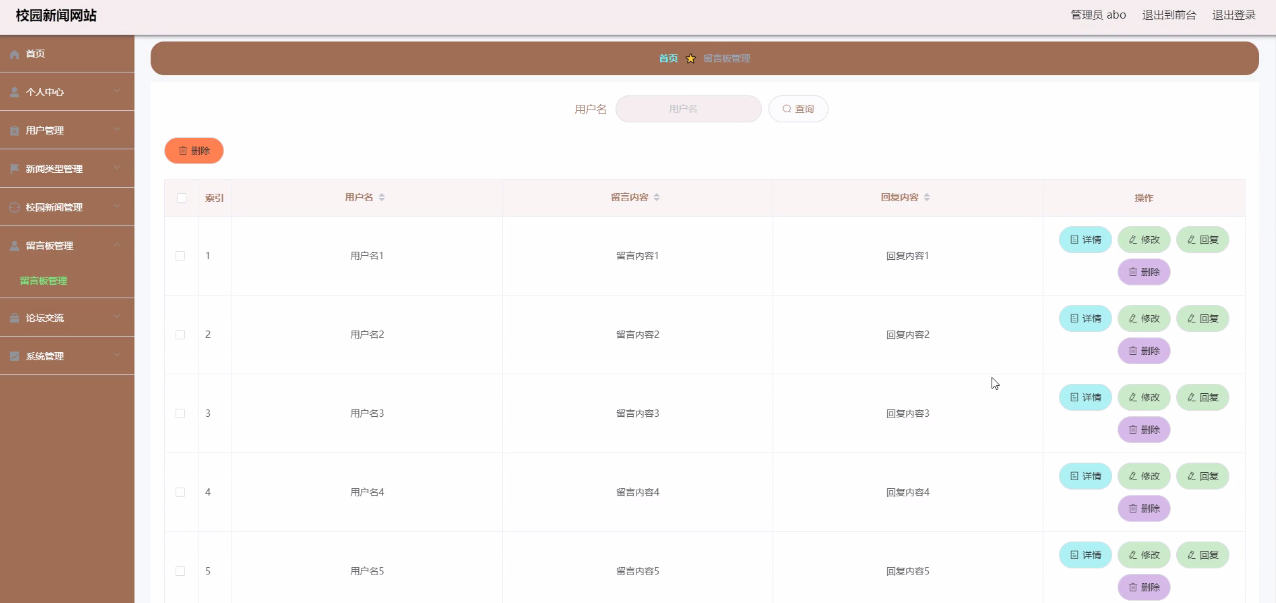 校园新闻网站
管理员 abo 退出到前台 退出登录
首页
个人中心
用户管理
新闻类型管理
校园新闻管理
留言板管理
留言板管理
论坛交流
系统管理
首页 留言板管理
用户名 用户名 查询
删除
索引 用户名 留言内容 回复内容 操作
1 用户名1 留言内容1 回复内容1 详情 修改 回复
删除
2 用户名2 留言内容2 回复内容2 详情 修改 回复
删除
3 用户名3 留言内容3 回复内容3 详情 修改 回复
删除
4 用户名4 留言内容4 回复内容4 详情 修改 回复
删除
5 用户名5 留言内容5 回复内容5 详情 修改 回复
删除